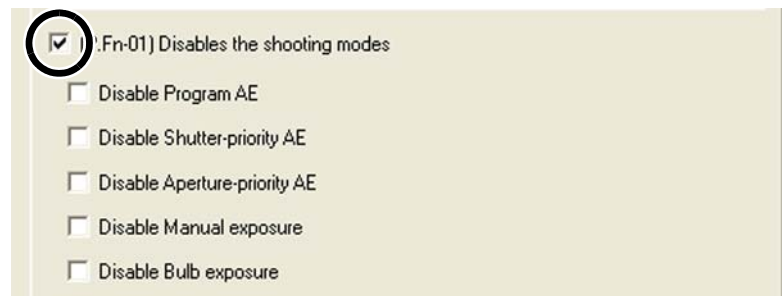 .Fn-01) Disables the shooting modes
Disable Program AE
Disable Shutter-priority AE
Disable Aperture-priority AE
Disable Manual exposure
Disable Bulb exposure